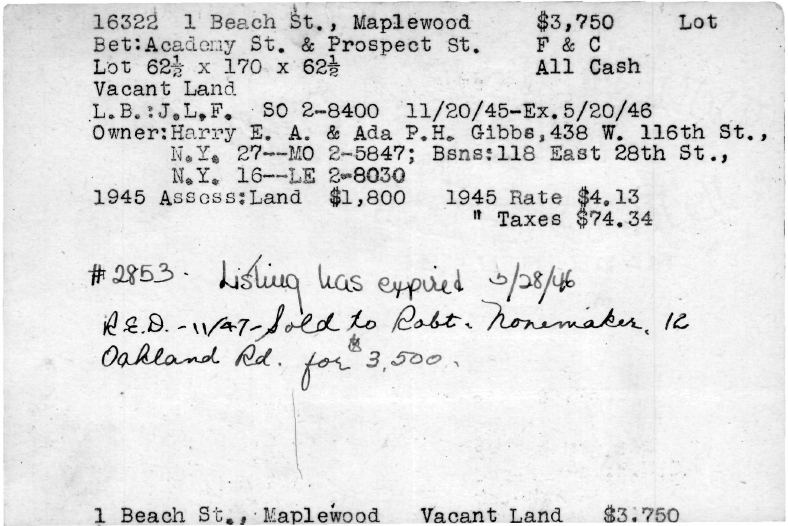 16322 1 Beach St., Maplewood $3,750 Lot
Bet:Academy St. & Prospect St. F & C
Lot 62½ x 170 x 62½ All Cash
Vacant Land
L.B.:J.L.F. SO 2-8400 11/20/45-Ex.5/20/46
Owner:Harry E. A. & Ada P.H. Gibbs,438 W. 116th St.,
N.Y. 27--MO 2-5847; Bsns:118 East 28th St.,
N.Y. 16--LE 2-8030
1945 Assess:Land $1,800 1945 Rate $4.13
" Taxes $74.34
#2853. Listing has expired 5/28/46
R.E.D. - 11/47 - Sold to Robt. Nonemaker, 12
Oakland Rd. for $3,500.
1 Beach St., Maplewood Vacant Land $3,750